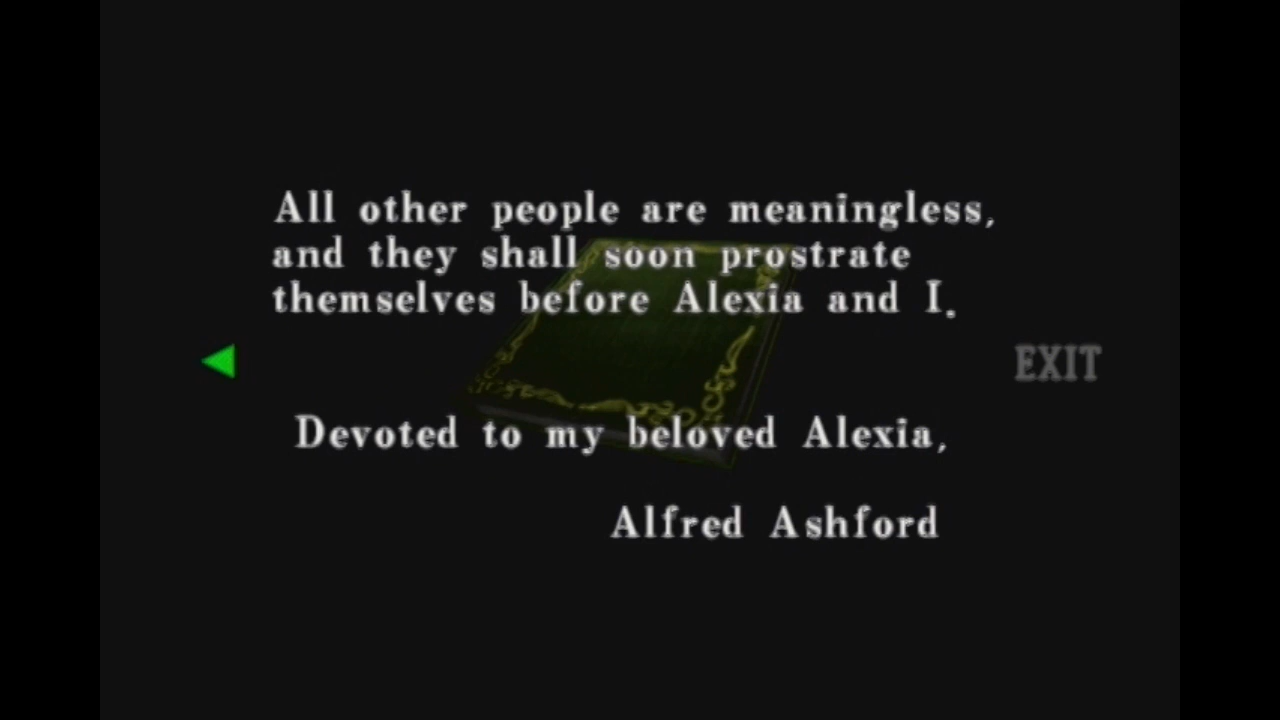 All other people are meaningless,
and they shall soon prostrate
themselves before Alexia and I.
EXIT
Devoted to my beloved Alexia,
Alfred Ashford